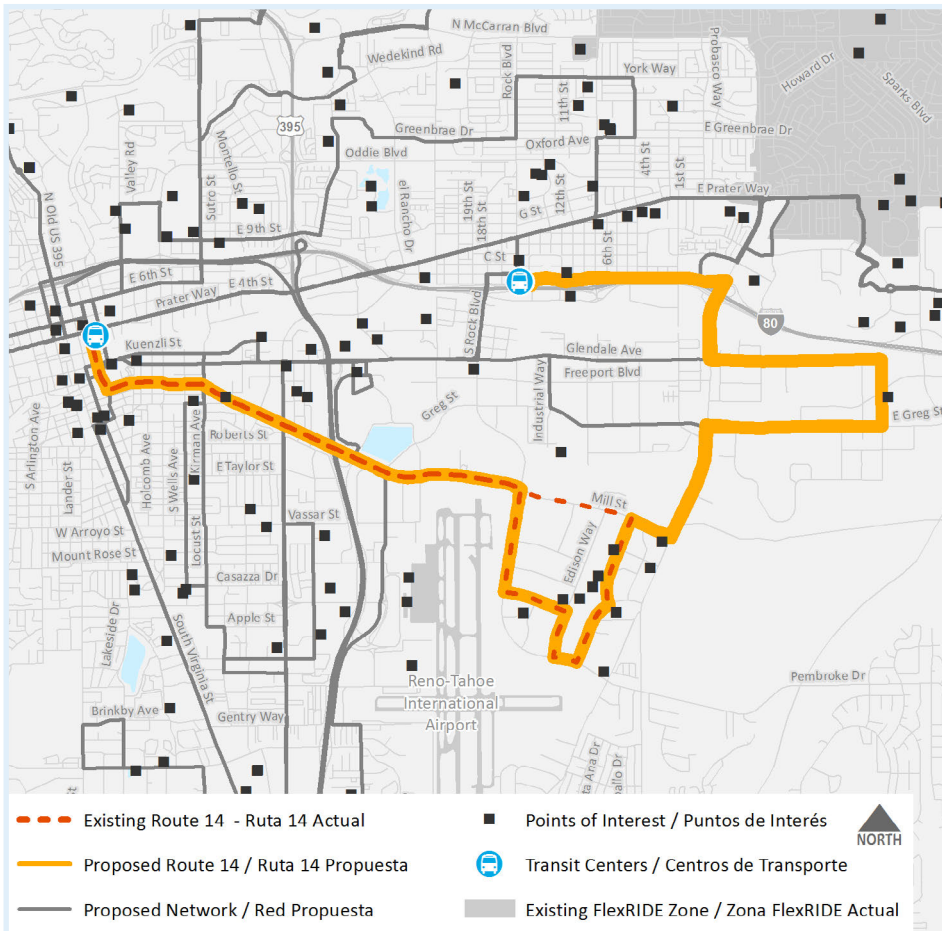 N McCarran Blvd
Wedekind Rd
Rock Blvd
Probasco Way
Howard Dr
Sparks Blvd
York Way
11th St
395
Greenbrae Dr
E Greenbrae Dr
Oddie Blvd
Oxford Ave
Valley Rd
Montello St
Sutro St
el Rancho Dr
19th St
18th St
12th St
4th St
1st St
E Prater Way
N Old US 395
G St
E 9th St
C St
6th St
E 6th St
E 4th St
Prater Way
S Rock Blvd
80
Kuenzli St
Glendale Ave
Freeport Blvd
Industrial Way
Greg St
E Greg St
S Arlington Ave
Lander St
Holcomb Ave
S Wells Ave
Kirman Ave
Locust St
Roberts St
E Taylor St
Vassar St
Mill St
Edison Way
W Arroyo St
Mount Rose St
Casazza Dr
Apple St
Lakeside Dr
South Virginia St
Reno-Tahoe
International
Airport
Pembroke Dr
Brinkby Ave
Gentry Way
ta Ana Dr
ballo Dr
St
Existing Route 14 - Ruta 14 Actual
Points of Interest / Puntos de Interés
NORTH
Proposed Route 14 / Ruta 14 Propuesta
Transit Centers / Centros de Transporte
Proposed Network / Red Propuesta
Existing FlexRIDE Zone / Zona FlexRIDE Actual